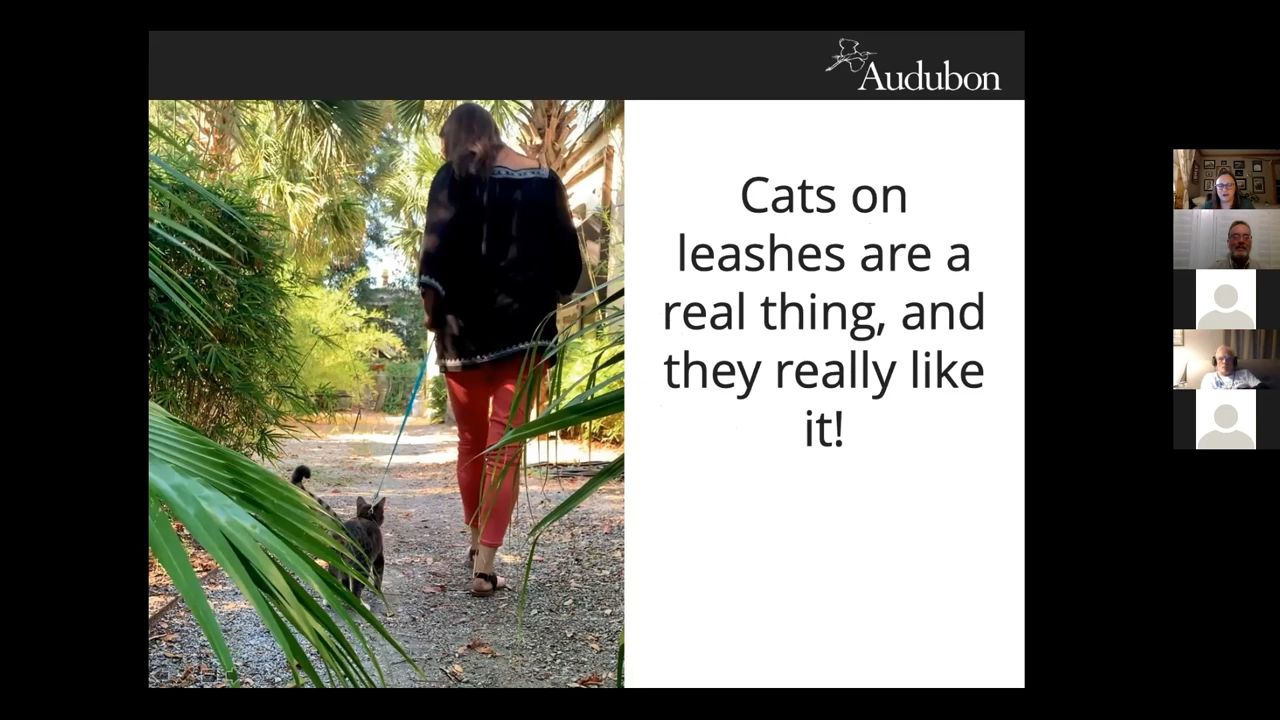 Audubon
Cats on
leashes are a
real thing, and
they really like
it!